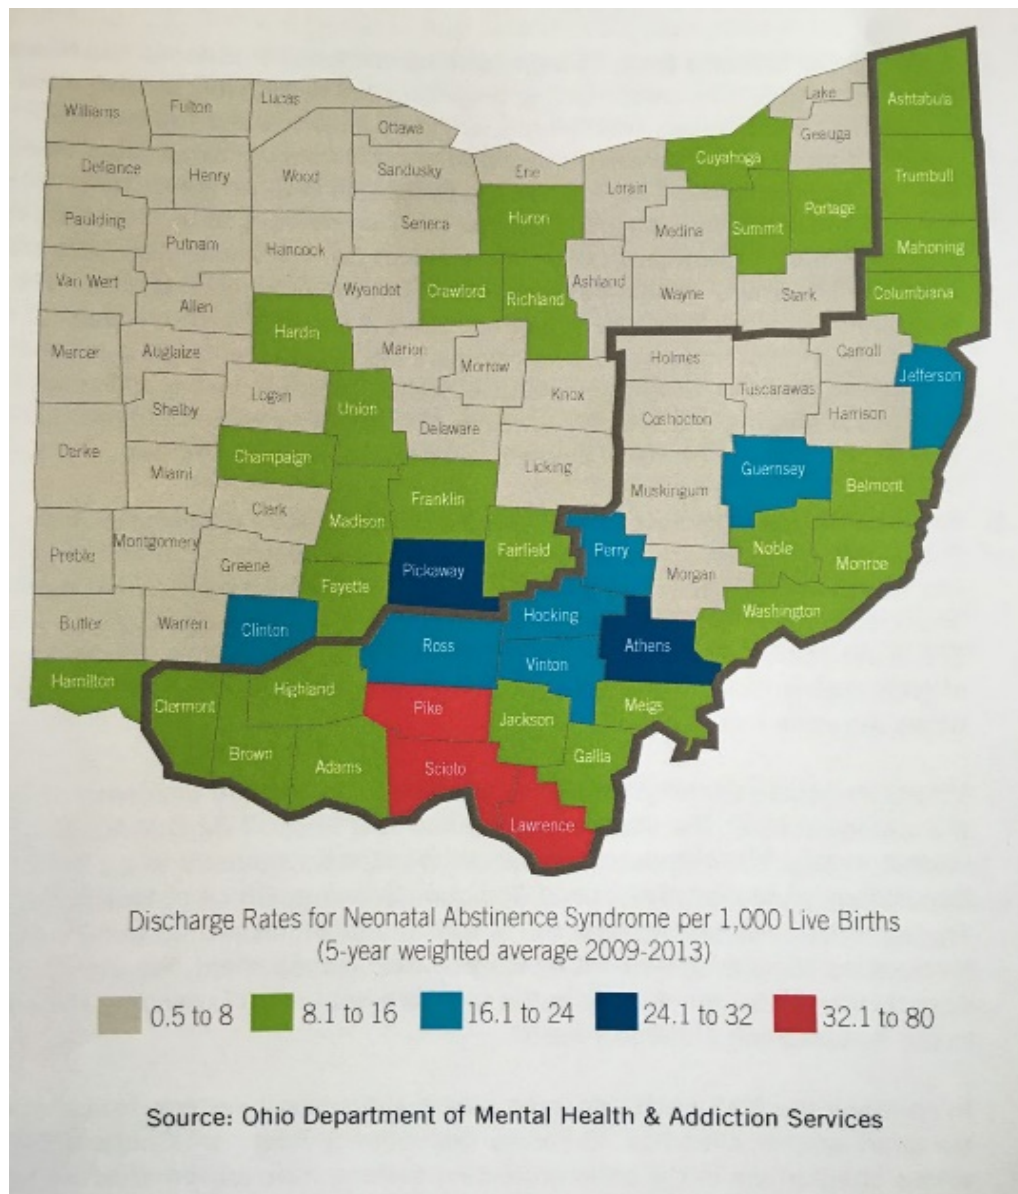 Williams
Fulton
Lucas
Ottawa
Lake
Ashtabula
Geauga
Defiance
Henry
Wood
Sandusky
Erie
Lorain
Cuyahoga
Trumbull
Paulding
Putnam
Hancock
Seneca
Huron
Medina
Summit
Portage
Mahoning
Van Wert
Allen
Wyandot
Crawford
Richland
Ashland
Wayne
Stark
Columbiana
Mercer
Auglaize
Hardin
Marion
Morrow
Holmes
Carroll
Jefferson
Shelby
Logan
Union
Delaware
Knox
Coshocton
Tuscarawas
Harrison
Darke
Miami
Champaign
Licking
Muskingum
Guernsey
Belmont
Clark
Madison
Franklin
Preble
Montgomery
Greene
Fayette
Pickaway
Fairfield
Perry
Morgan
Noble
Monroe
Butler
Warren
Clinton
Ross
Hocking
Vinton
Athens
Washington
Hamilton
Clermont
Highland
Pike
Jackson
Meigs
Brown
Adams
Scioto
Gallia
Lawrence
Discharge Rates for Neonatal Abstinence Syndrome per 1,000 Live Births
(5-year weighted average 2009-2013)
0.5 to 8 8.1 to 16 16.1 to 24 24.1 to 32 32.1 to 80
Source: Ohio Department of Mental Health & Addiction Services